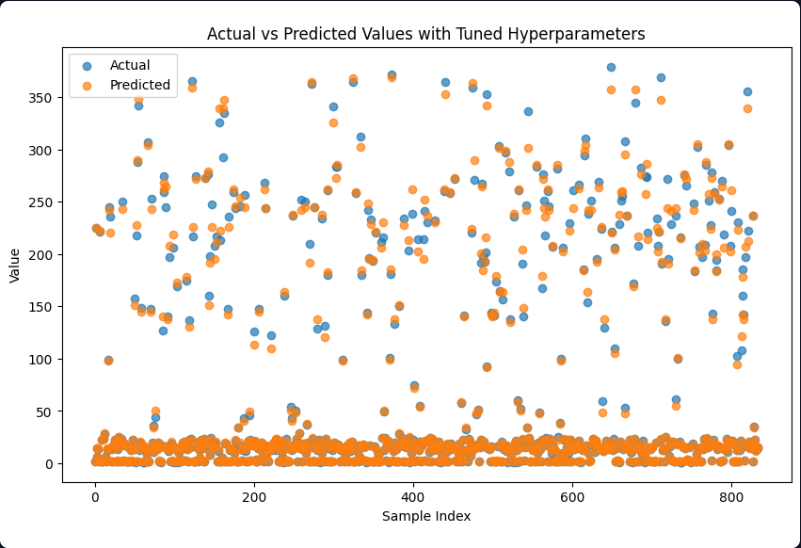 Actual vs Predicted Values with Tuned Hyperparameters
Actual
Predicted
350
300
250
200
150
100
50
0
Value
0 200 400 600 800
Sample Index